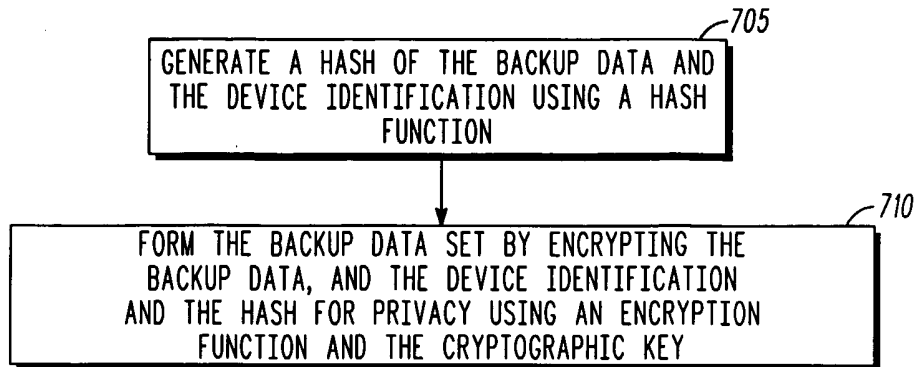 705
GENERATE A HASH OF THE BACKUP DATA AND
THE DEVICE IDENTIFICATION USING A HASH
FUNCTION
710
FORM THE BACKUP DATA SET BY ENCRYPTING THE
BACKUP DATA, AND THE DEVICE IDENTIFICATION
AND THE HASH FOR PRIVACY USING AN ENCRYPTION
FUNCTION AND THE CRYPTOGRAPHIC KEY